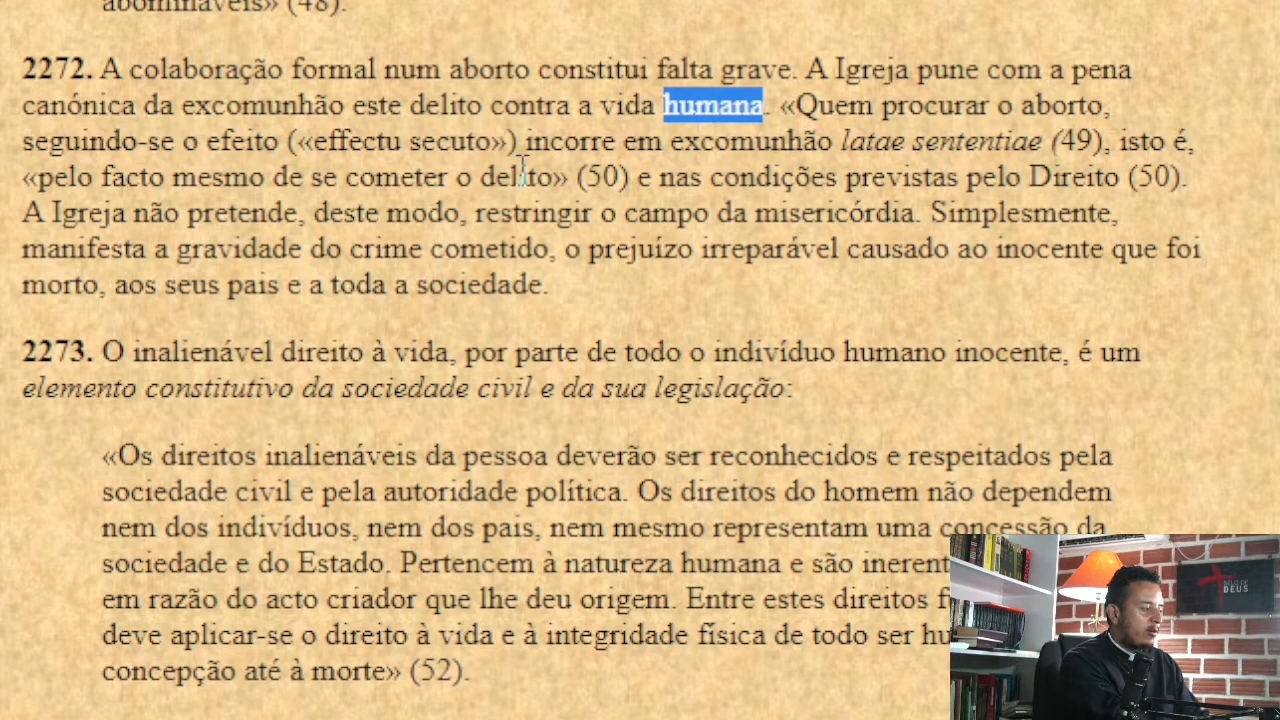 abomináveis» (48).
2272. A colaboração formal num aborto constitui falta grave. A Igreja pune com a pena
canónica da excomunhão este delito contra a vida humana. «Quem procurar o aborto,
seguindo-se o efeito («effectu secuto») incorre em excomunhão latae sententiae (49), isto é,
«pelo facto mesmo de se cometer o delito» (50) e nas condições previstas pelo Direito (50).
A Igreja não pretende, deste modo, restringir o campo da misericórdia. Simplesmente,
manifesta a gravidade do crime cometido, o prejuízo irreparável causado ao inocente que foi
morto, aos seus pais e a toda a sociedade.
2273. O inalienável direito à vida, por parte de todo o indivíduo humano inocente, é um
elemento constitutivo da sociedade civil e da sua legislação:
«Os direitos inalienáveis da pessoa deverão ser reconhecidos e respeitados pela
sociedade civil e pela autoridade política. Os direitos do homem não dependem
nem dos indivíduos, nem dos pais, nem mesmo representam uma concessão da
sociedade e do Estado. Pertencem à natureza humana e são inerent
em razão do acto criador que lhe deu origem. Entre estes direitos f
deve aplicar-se o direito à vida e à integridade física de todo ser hu
concepção até à morte» (52).
DEUS